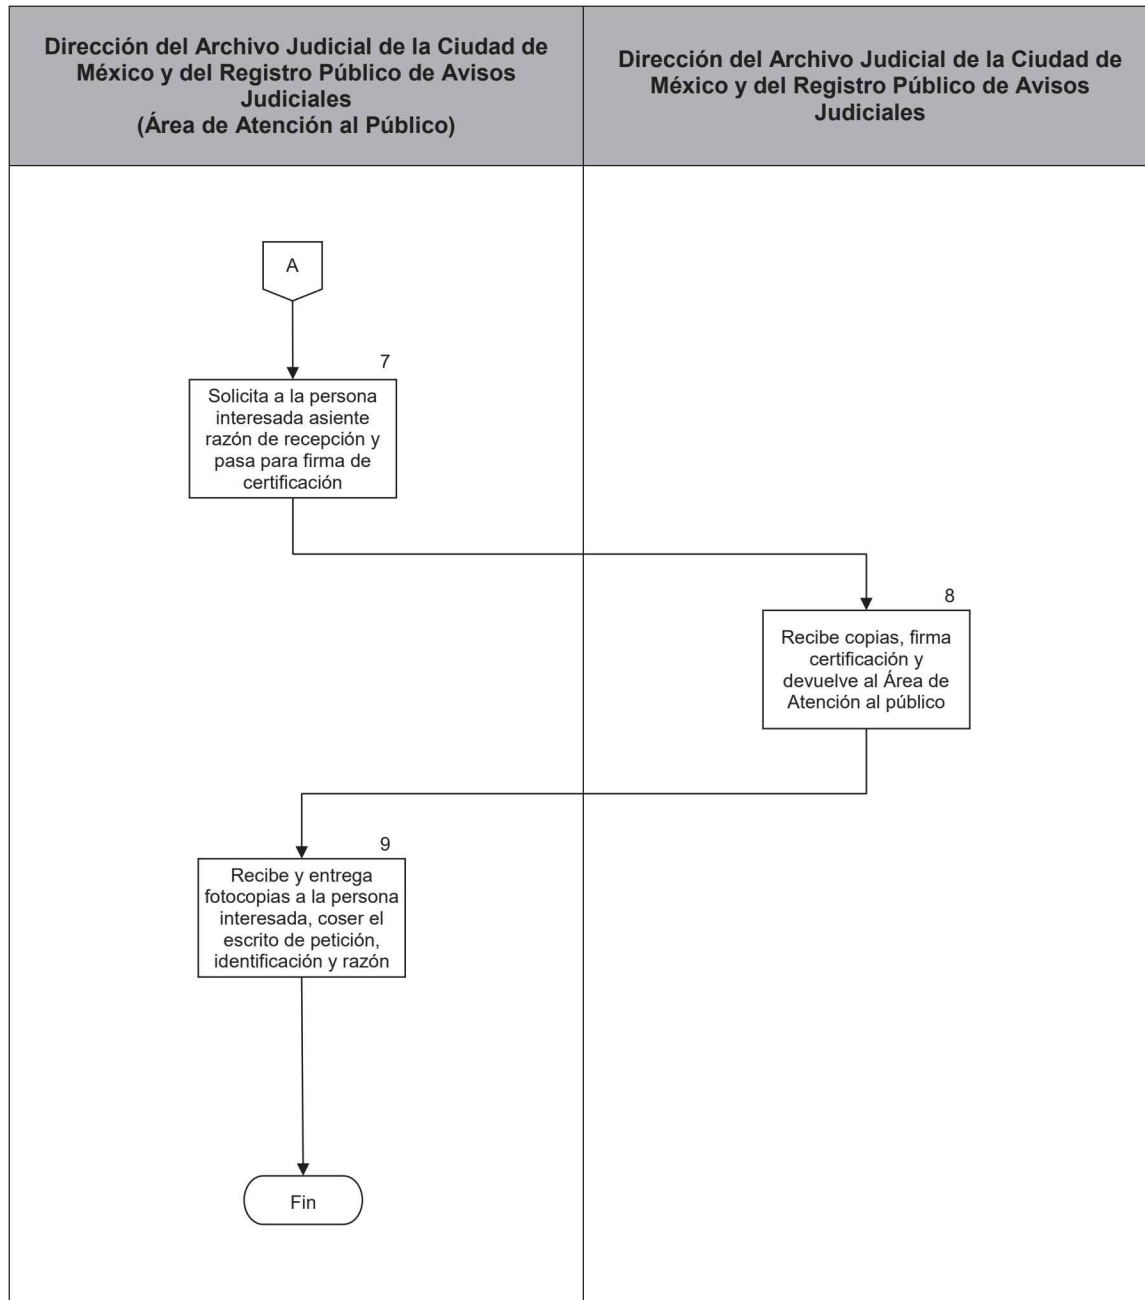 Dirección del Archivo Judicial de la Ciudad de
México y del Registro Público de Avisos
Judiciales
(Área de Atención al Público)
Dirección del Archivo Judicial de la Ciudad de
México y del Registro Público de Avisos
Judiciales
A
7
Solicita a la persona
interesada asiente
razón de recepción y
pasa para firma de
certificación
8
Recibe copias, firma
certificación y
devuelve al Área de
Atención al público
9
Recibe y entrega
fotocopias a la persona
interesada, coser el
escrito de petición,
identificación y razón
Fin